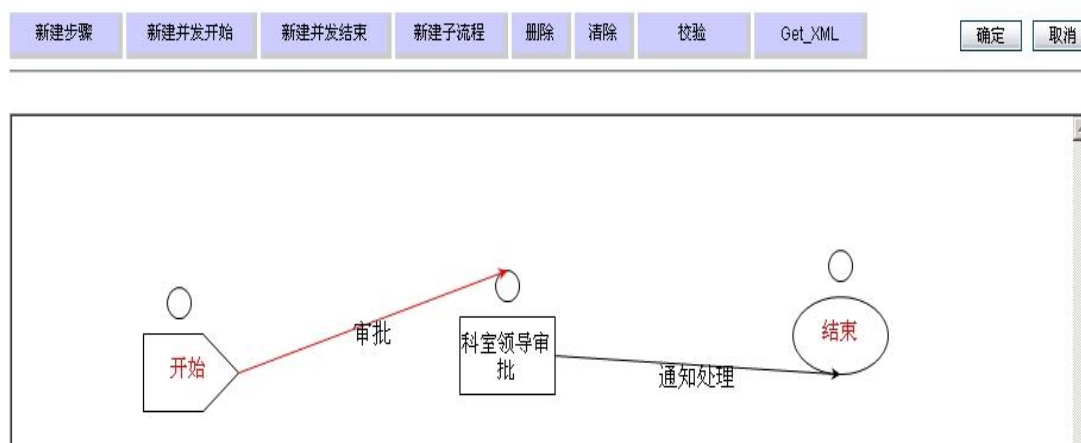 新建步骤 新建并发开始 新建并发结束 新建子流程 删除 清除 校验 Get_XML 确定 取消
审批
开始
科室领导审
批
通知处理
结束